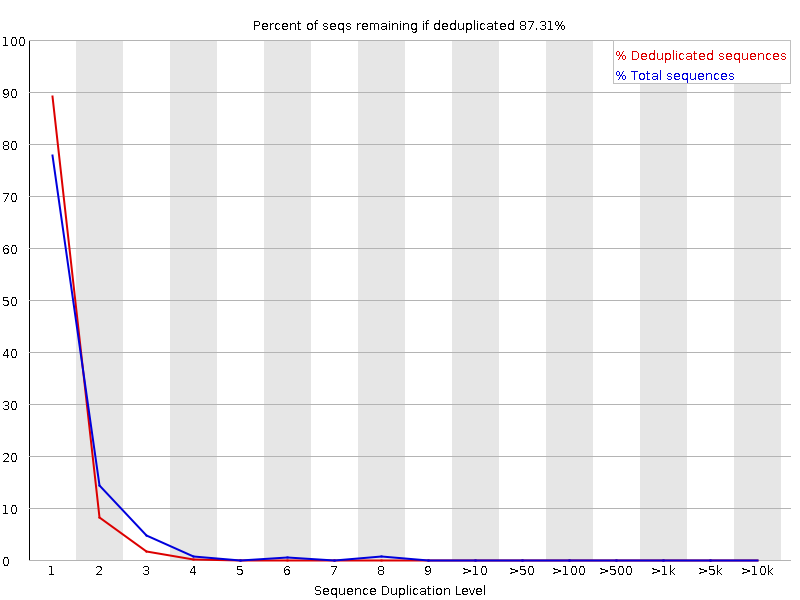 Percent of seqs remaining if deduplicated 87.31%
% Deduplicated sequences
% Total sequences
100
90
80
70
60
50
40
30
20
10
0
1 2 3 4 5 6 7 8 9 >10 >50 >100 >500 >1k >5k >10k
Sequence Duplication Level